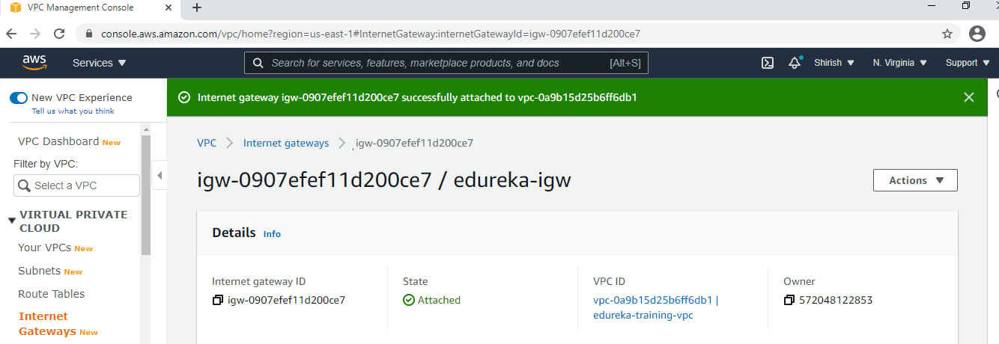 VPC Management Console
console.aws.amazon.com/vpc/home?region=us-east-1#InternetGateway:internetGatewayId=igw-0907efef11d200ce7
aws
Services
Search for services, features, marketplace products, and docs [Alt+S]
Shirish
N. Virginia
Support
New VPC Experience
Tell us what you think
Internet gateway igw-0907efef11d200ce7 successfully attached to vpc-0a9b15d25b6ff6db1
VPC Dashboard New
Filter by VPC:
Select a VPC
VIRTUAL PRIVATE
CLOUD
Your VPCs New
Subnets New
Route Tables
Internet
Gateways New
VPC
Internet gateways
igw-0907efef11d200ce7
igw-0907efef11d200ce7 / edureka-igw
Actions
Details Info
Internet gateway ID
igw-0907efef11d200ce7
State
Attached
VPC ID
vpc-0a9b15d25b6ff6db1 |
edureka-training-vpc
Owner
572048122853